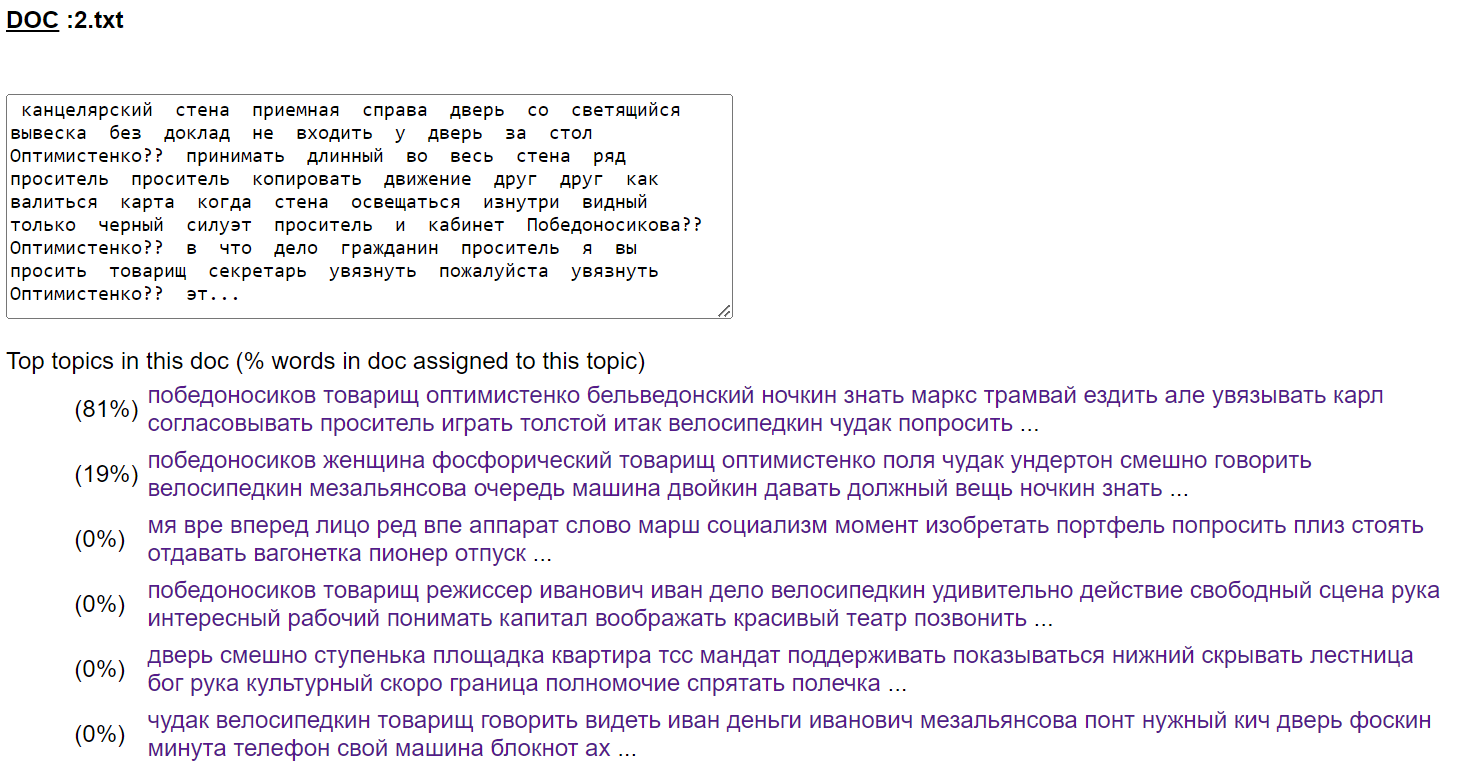 DOC :2.txt
канцелярский стена приемная справа дверь со светящийся
вывеска без доклад не входить у дверь за стол
Оптимистенко?? принимать длинный во весь стена ряд
проситель проситель копировать движение друг друг как
валиться карта когда стена освещаться изнутри видный
только черный силуэт проситель и кабинет Победоносикова??
Оптимистенко?? в что дело гражданин проситель я вы
просить товарищ секретарь увязнуть пожалуйста увязнуть
Оптимистенко?? эт...
Top topics in this doc (% words in doc assigned to this topic)
(81%) победоносиков товарищ оптимистенко бельведонский ночкин знать маркс трамвай ездить але увязывать карл
согласовывать проситель играть толстой итак велосипедкин чудак попросить ...
(19%) победоносиков женщина фосфорический товарищ оптимистенко поля чудак ундертон смешно говорить
велосипедкин мезальянсова очередь машина двойкин давать должный вещь ночкин знать ...
(0%) мя вре вперед лицо ред впе аппарат слово марш социализм момент изобретать портфель попросить плиз стоять
отдавать вагонетка пионер отпуск ...
(0%) победоносиков товарищ режиссер иванович иван дело велосипедкин удивительно действие свободный сцена рука
интересный рабочий понимать капитал воображать красивый театр позвонить ...
(0%) дверь смешно ступенька площадка квартира тсс мандат поддерживать показываться нижний скрывать лестница
бог рука культурный скоро граница полномочие спрятать полечка ...
(0%) чудак велосипедкин товарищ говорить видеть иван деньги иванович мезальянсова понт нужный кич дверь фоскин
минута телефон свой машина блокнот ах ...